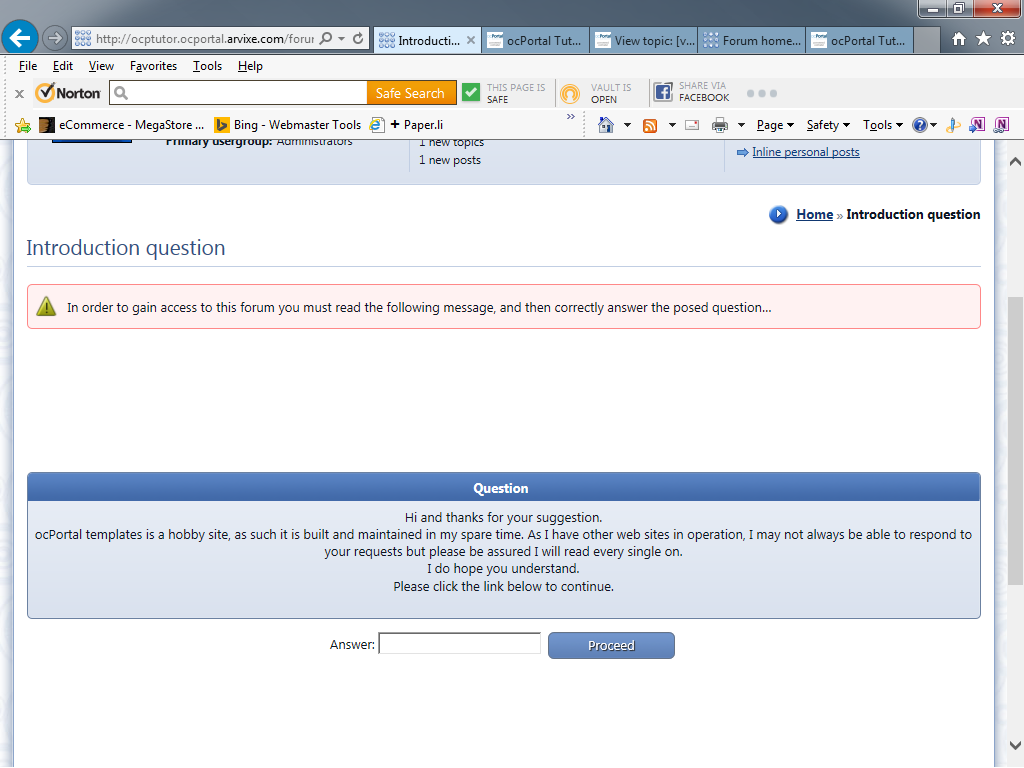 http://ocptutor.ocportal.arvixe.com/forur
Introducti...
ocPortal Tut...
View topic: [v...
Forum home...
ocPortal Tut...
File Edit View Favorites Tools Help
x Norton Safe Search THIS PAGE IS SAFE VAULT IS OPEN SHARE VIA FACEBOOK
eCommerce - MegaStore ... Bing - Webmaster Tools + Paper.li » Page Safety Tools
Primary usergroup: Administrators
1 new topics
1 new posts
Inline personal posts
Home » Introduction question
Introduction question
In order to gain access to this forum you must read the following message, and then correctly answer the posed question...
Question
Hi and thanks for your suggestion.
ocPortal templates is a hobby site, as such it is built and maintained in my spare time. As I have other web sites in operation, I may not always be able to respond to
your requests but please be assured I will read every single on.
I do hope you understand.
Please click the link below to continue.
Answer: Proceed